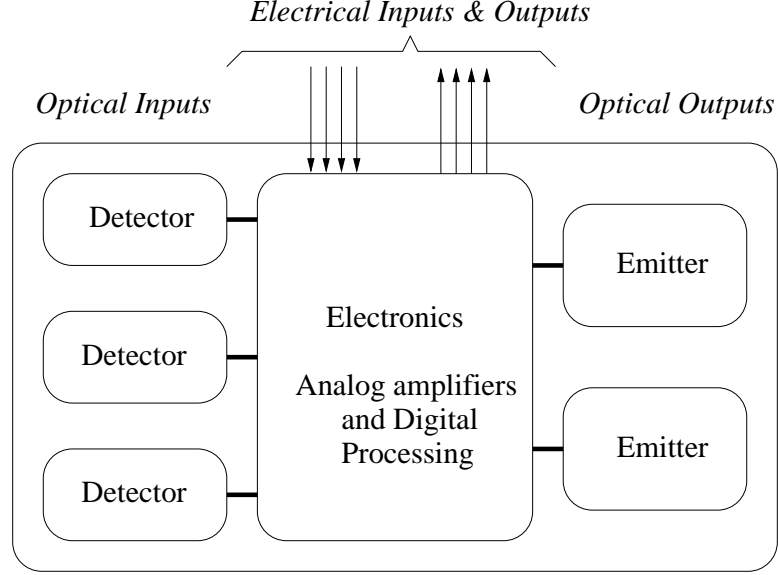 Electrical Inputs & Outputs
Optical Inputs
Optical Outputs
Detector
Detector
Detector
Electronics
Analog amplifiers
and Digital
Processing
Emitter
Emitter